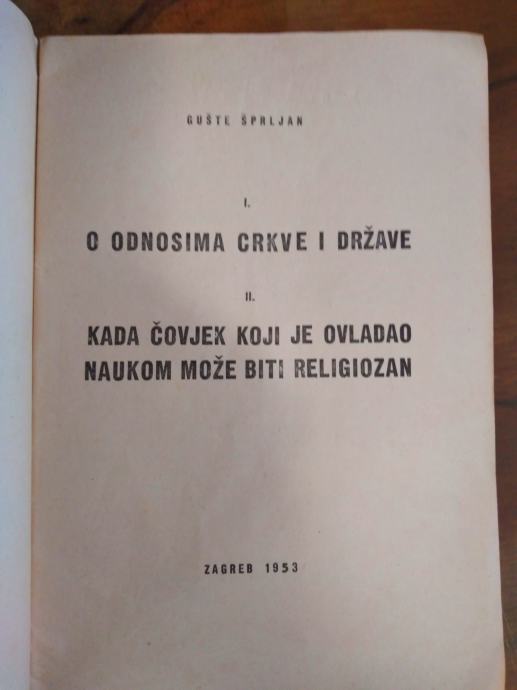 GUŠTE ŠPRLJAN
I.
O ODNOSIMA CRKVE I DRŽAVE
II.
KADA ČOVJEK KOJI JE OVLADAO
NAUKOM MOŽE BITI RELIGIOZAN
ZAGREB 1953